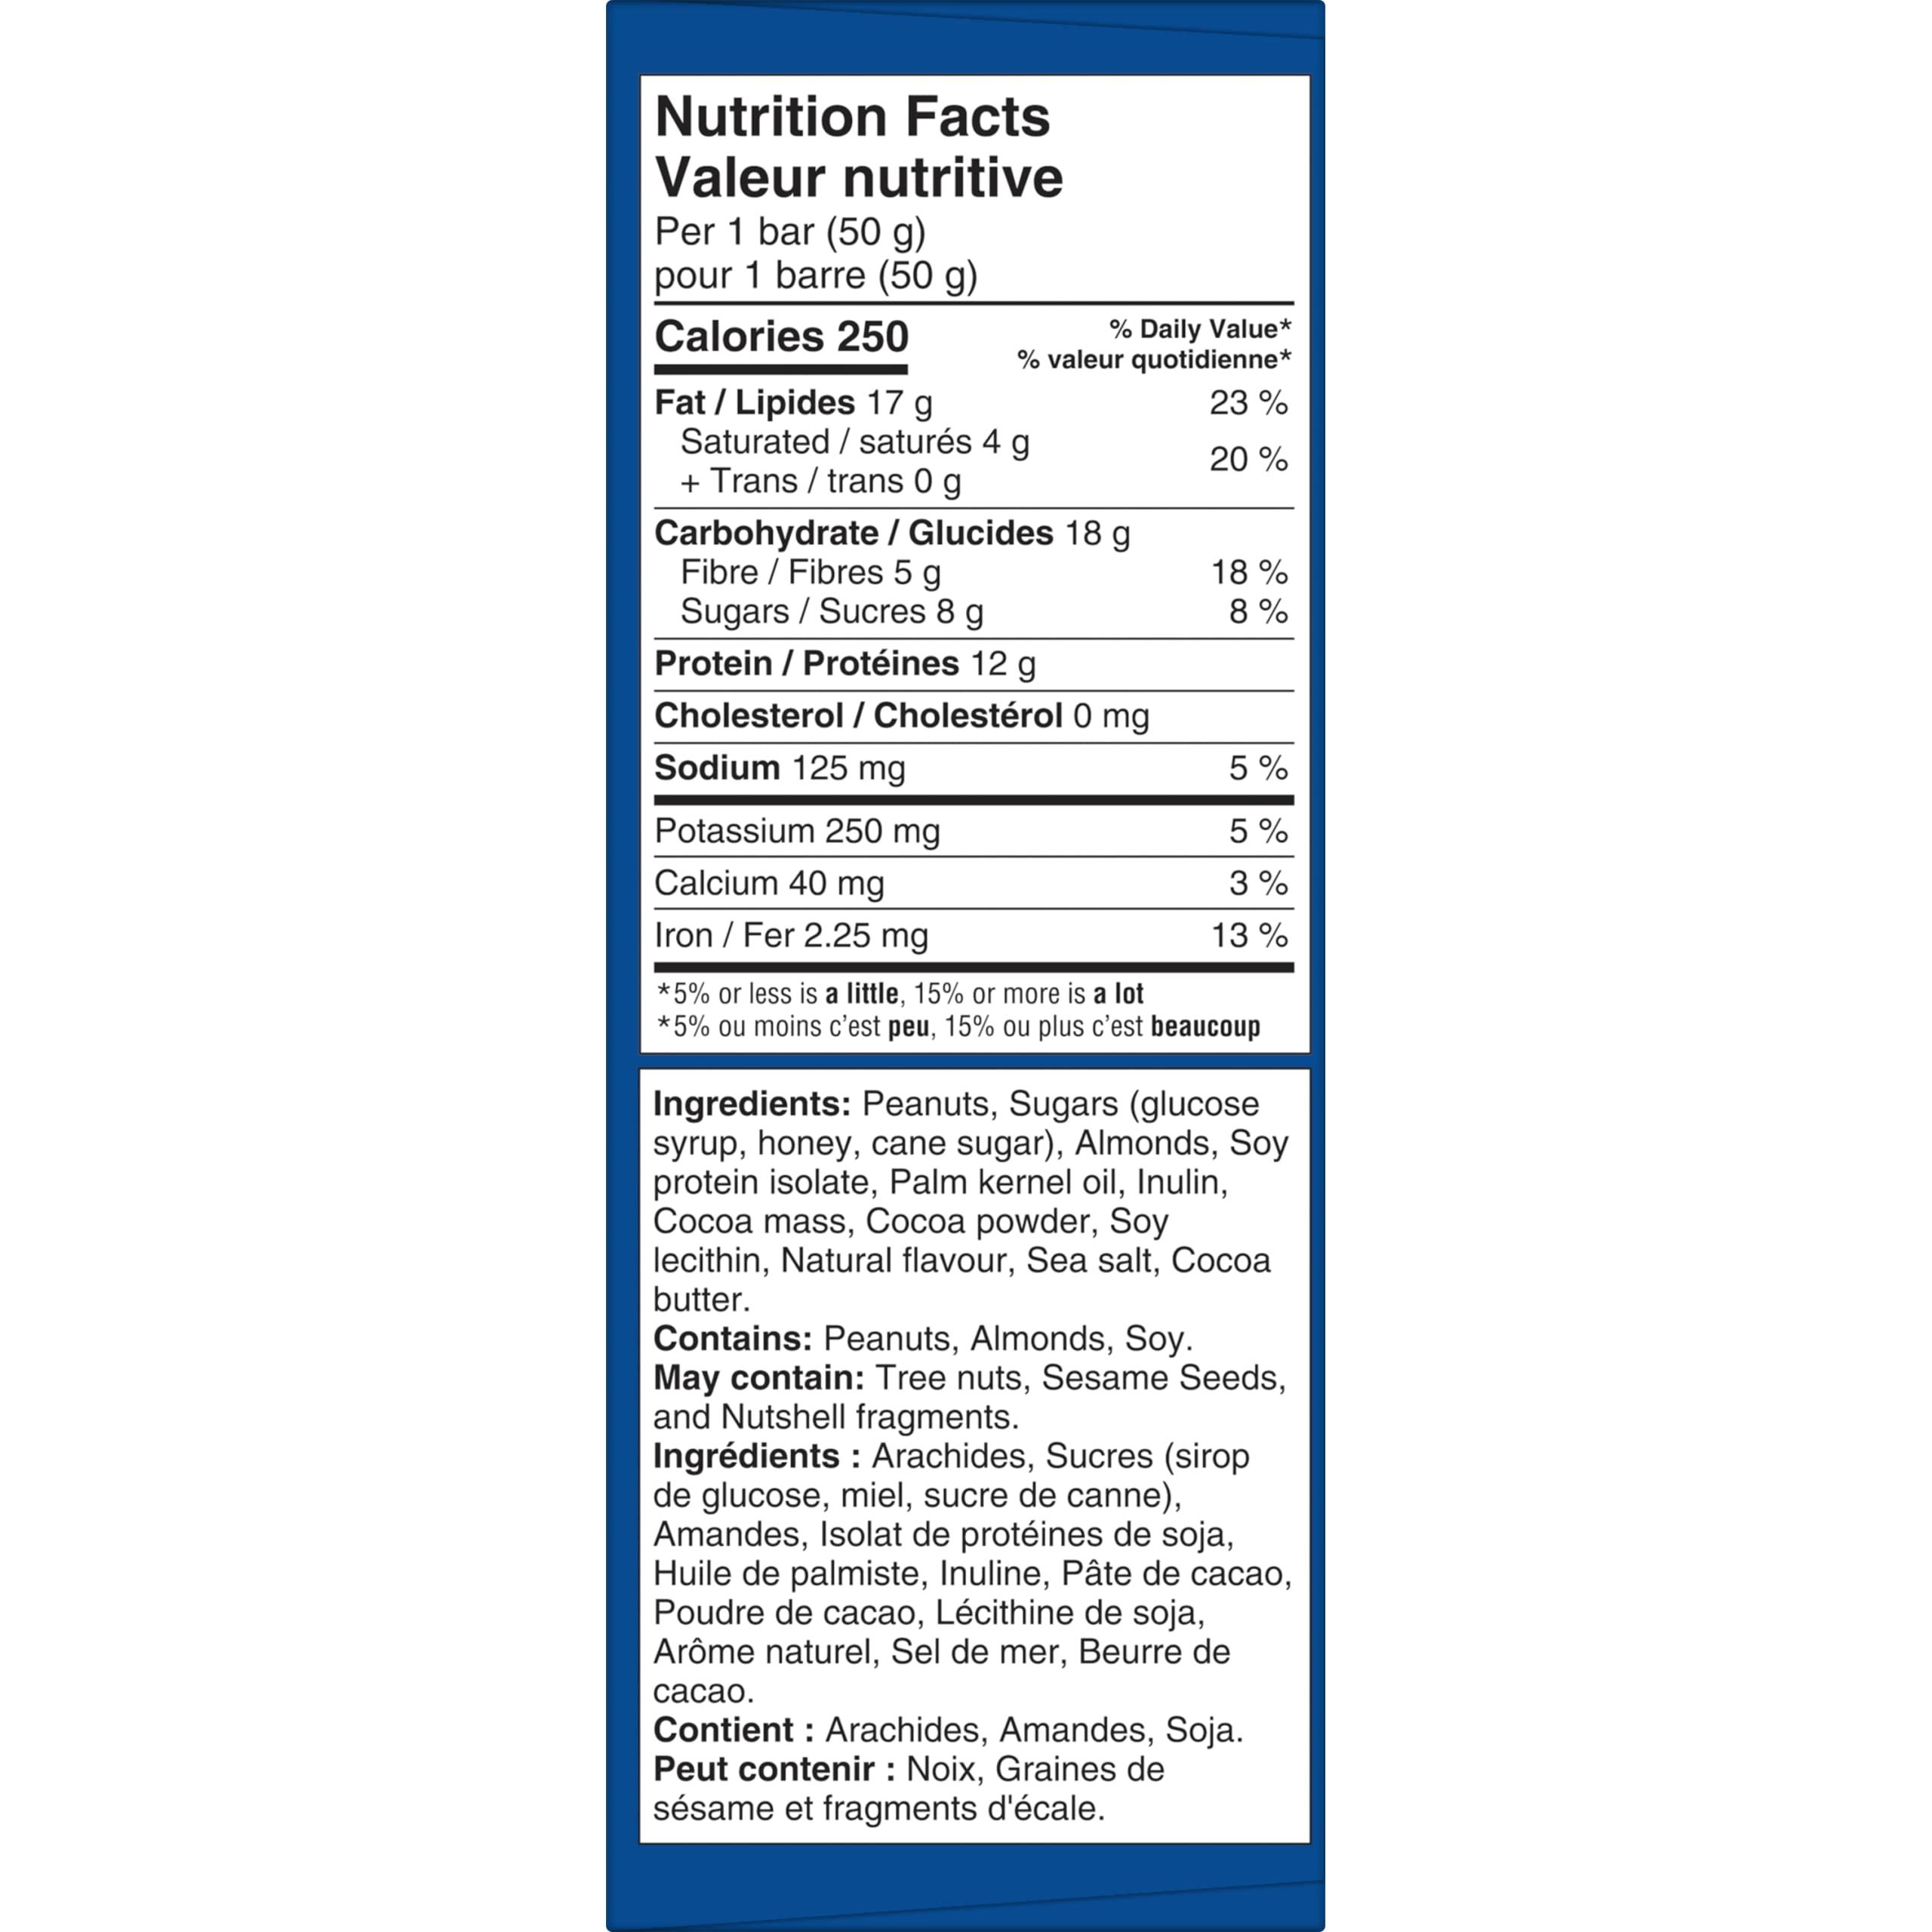 Nutrition Facts
Valeur nutritive
Per 1 bar (50 g)
pour 1 barre (50 g)
Calories 250
% Daily Value*
% valeur quotidienne*
Fat / Lipides 17 g 23 %
Saturated / saturés 4 g
+ Trans / trans 0 g 20 %
Carbohydrate / Glucides 18 g
Fibre / Fibres 5 g 18 %
Sugars / Sucres 8 g 8 %
Protein / Protéines 12 g
Cholesterol / Cholestérol 0 mg
Sodium 125 mg 5 %
Potassium 250 mg 5 %
Calcium 40 mg 3 %
Iron / Fer 2.25 mg 13 %
*5% or less is a little, 15% or more is a lot
*5% ou moins c’est peu, 15% ou plus c’est beaucoup
Ingredients: Peanuts, Sugars (glucose
syrup, honey, cane sugar), Almonds, Soy
protein isolate, Palm kernel oil, Inulin,
Cocoa mass, Cocoa powder, Soy
lecithin, Natural flavour, Sea salt, Cocoa
butter.
Contains: Peanuts, Almonds, Soy.
May contain: Tree nuts, Sesame Seeds,
and Nutshell fragments.
Ingrédients : Arachides, Sucres (sirop
de glucose, miel, sucre de canne),
Amandes, Isolat de protéines de soja,
Huile de palmiste, Inuline, Pâte de cacao,
Poudre de cacao, Lécithine de soja,
Arôme naturel, Sel de mer, Beurre de
cacao.
Contient : Arachides, Amandes, Soja.
Peut contenir : Noix, Graines de
sésame et fragments d'écale.